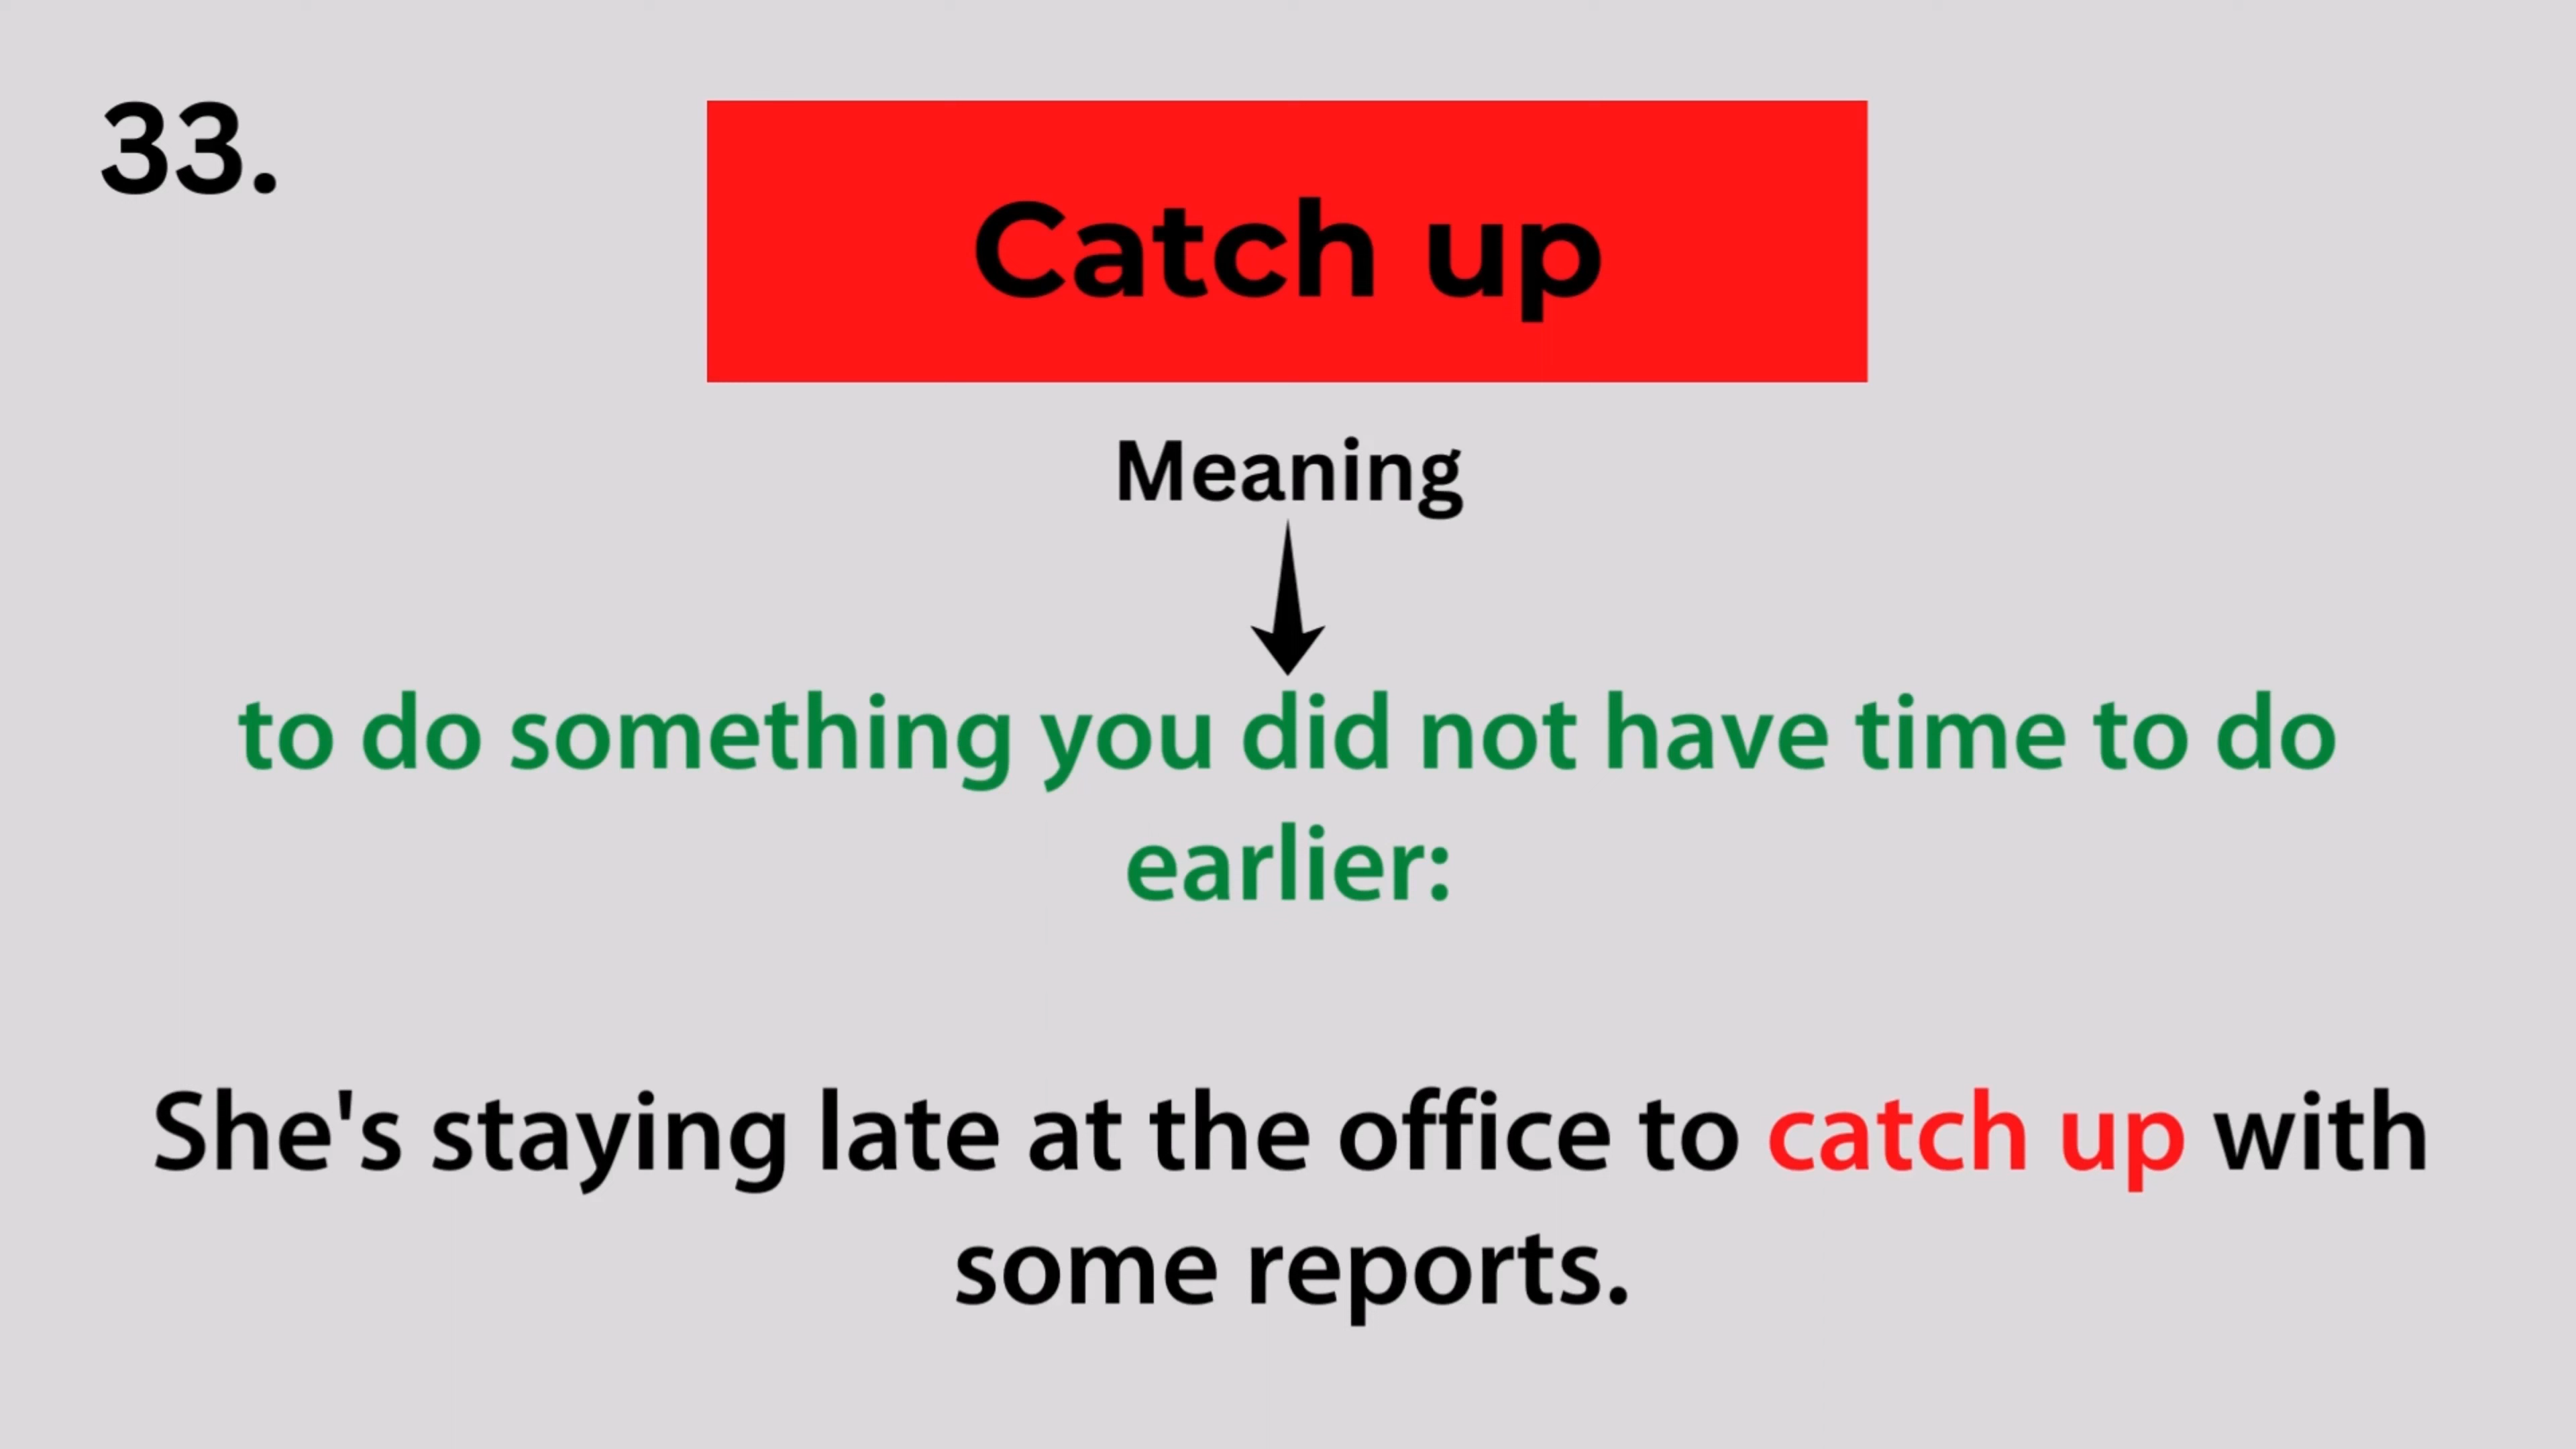 33.
Catch up
Meaning
to do something you did not have time to do
earlier:
She's staying late at the office to catch up with
some reports.